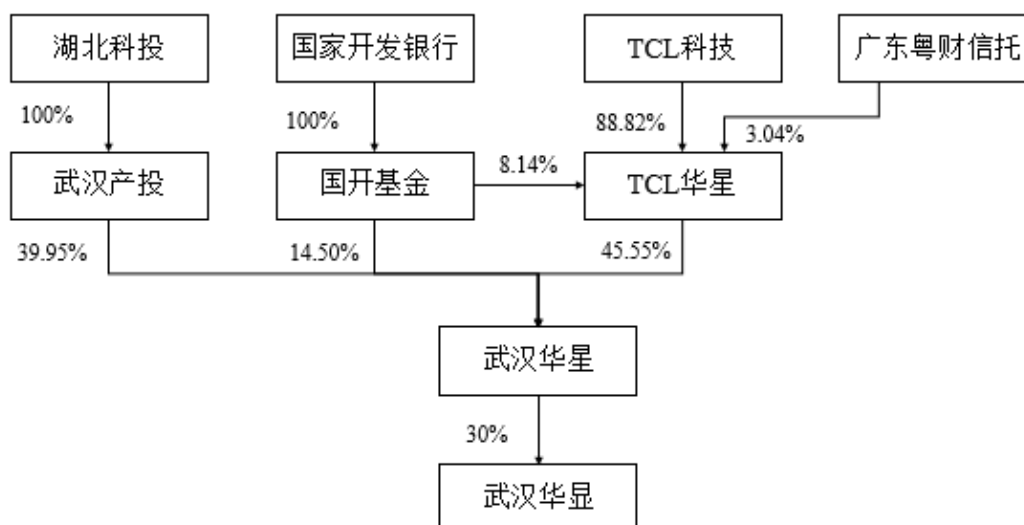 湖北科投
国家开发银行
TCL科技
广东粤财信托
100%
100%
88.82%
3.04%
武汉产投
国开基金
8.14%
TCL华星
39.95%
14.50%
45.55%
武汉华星
30%
武汉华显